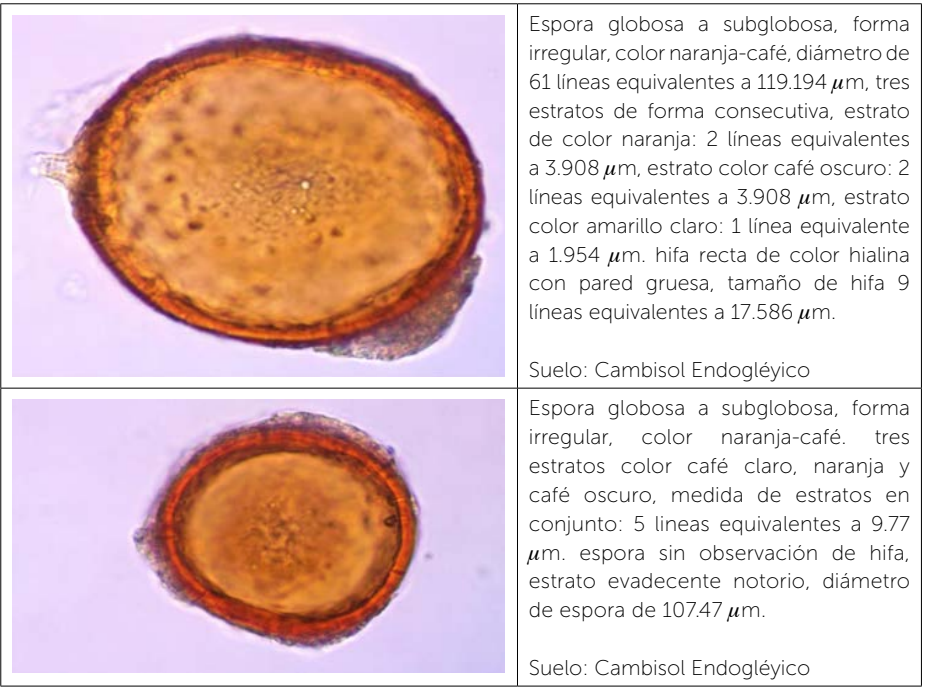 Espora globosa a subglobosa, forma
irregular, color naranja-café, diámetro de
61 líneas equivalentes a 119.194 µm, tres
estratos de forma consecutiva, estrato
de color naranja: 2 líneas equivalentes
a 3.908 µm, estrato color café oscuro: 2
líneas equivalentes a 3.908 µm, estrato
color amarillo claro: 1 línea equivalente
a 1.954 µm. hifa recta de color hialina
con pared gruesa, tamaño de hifa 9
líneas equivalentes a 17.586 µm.
Suelo: Cambisol Endogléyico
Espora globosa a subglobosa, forma
irregular, color naranja-café. tres
estratos color café claro, naranja y
café oscuro, medida de estratos en
conjunto: 5 lineas equivalentes a 9.77
µm. espora sin observación de hifa,
estrato evadecente notorio, diámetro
de espora de 107.47 µm.
Suelo: Cambisol Endogléyico